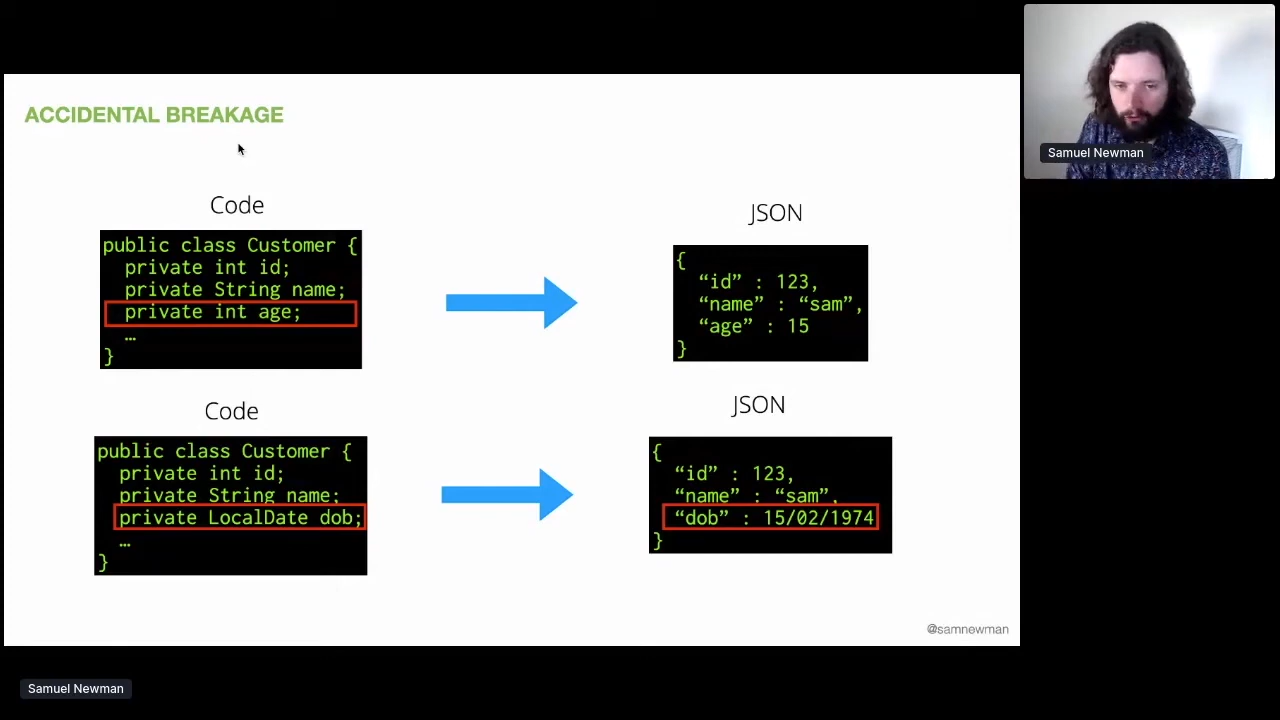 ACCIDENTAL BREAKAGE
Code
public class Customer {
private int id;
private String name;
private int age;
…
}
JSON
{
“id” : 123,
“name” : “sam”,
“age” : 15
}
Code
public class Customer {
private int id;
private String name;
private LocalDate dob;
…
}
JSON
{
“id” : 123,
“name” : “sam”,
“dob” : 15/02/1974
}
@samnewman
Samuel Newman
Samuel Newman